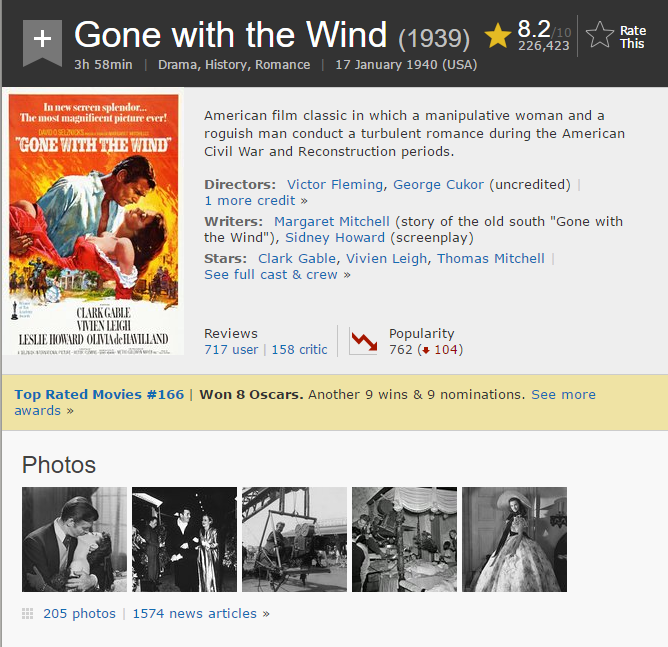 Gone with the Wind (1939)
8.2/10
226,423
Rate
This
3h 58min | Drama, History, Romance | 17 January 1940 (USA)
In new screen splendor...
The most magnificent picture ever!
DAVID O. SELZNICK'S
"GONE WITH THE WIND"
CLARK GABLE
VIVIEN LEIGH
LESLIE HOWARD OLIVIA de HAVILLAND
American film classic in which a manipulative woman and a
roguish man conduct a turbulent romance during the American
Civil War and Reconstruction periods.
Directors: Victor Fleming, George Cukor (uncredited) |
1 more credit »
Writers: Margaret Mitchell (story of the old south "Gone with
the Wind"), Sidney Howard (screenplay)
Stars: Clark Gable, Vivien Leigh, Thomas Mitchell |
See full cast & crew »
Reviews
717 user | 158 critic
Popularity
762 (104)
Top Rated Movies #166 | Won 8 Oscars. Another 9 wins & 9 nominations. See more
awards »
Photos
205 photos | 1574 news articles »